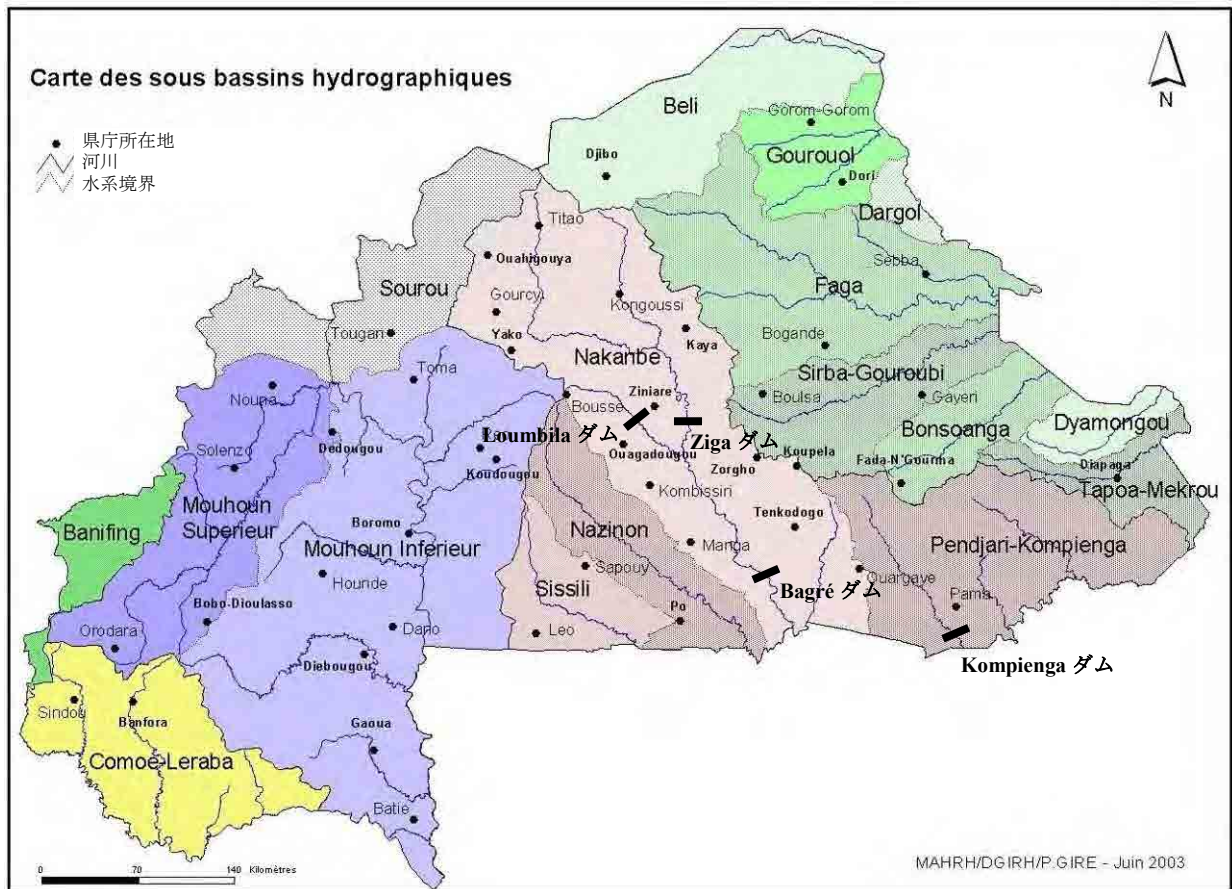 Carte des sous bassins hydrographiques
N
県庁所在地
河川
水系境界
Beli
Gorom-Gorom
Gourouol
Djibo
Dori
Dargol
Titao
Ouahigouya
Sebba
Sourou
Faga
Gourcy
Kongoussi
Tougan
Yako
Kaya
Bogande
Nakanbe
Toma
Sirba-Gouroubi
Nouna
Ziniare
Bousse
Boulsa
Gayeri
Dyamongou
Dedougou
Loumbila ダム
Ziga ダム
Bonsoanga
Ouagadougou
Koupela
Solenzo
Koudougou
Zorgho
Fada-N'Gourma
Diapaga
Kombissiri
Tapoa-Mekrou
Mouhoun
Superieur
Banifing
Boromo
Tenkodogo
Nazinon
Mouhoun Inferieur
Manga
Pendjari-Kompienga
Hounde
Sapouy
Ouargaye
Sissili
Bagré ダム
Pama
Bobo-Dioulasso
Po
Leo
Dano
Orodara
Diebougou
Kompienga ダム
Sindou
Banfora
Gaoua
Comoe-Leraba
Batie
0 70 140 Kilomètres
MAHRH/DGIRH/P.GIRE - Juin 2003